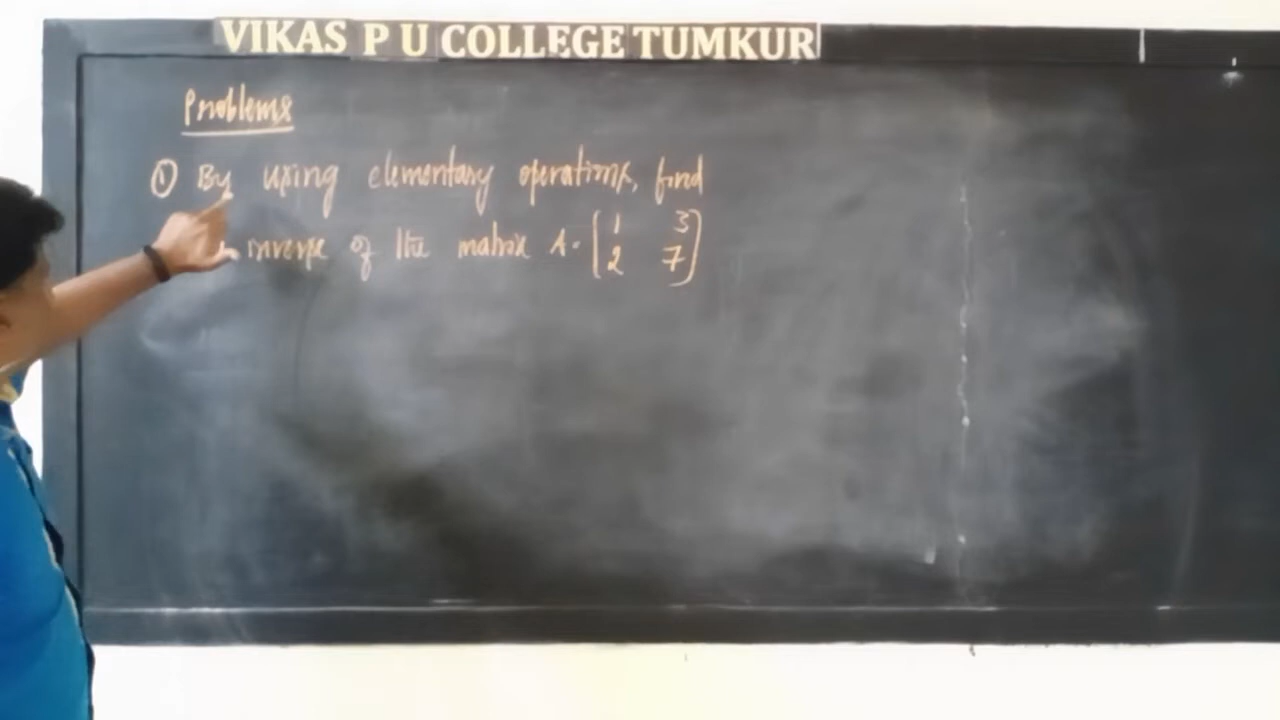 VIKAS P U COLLEGE TUMKUR
Problems
① By using elementary operations, find
inverse of the matrix A = [1 3
2 7]